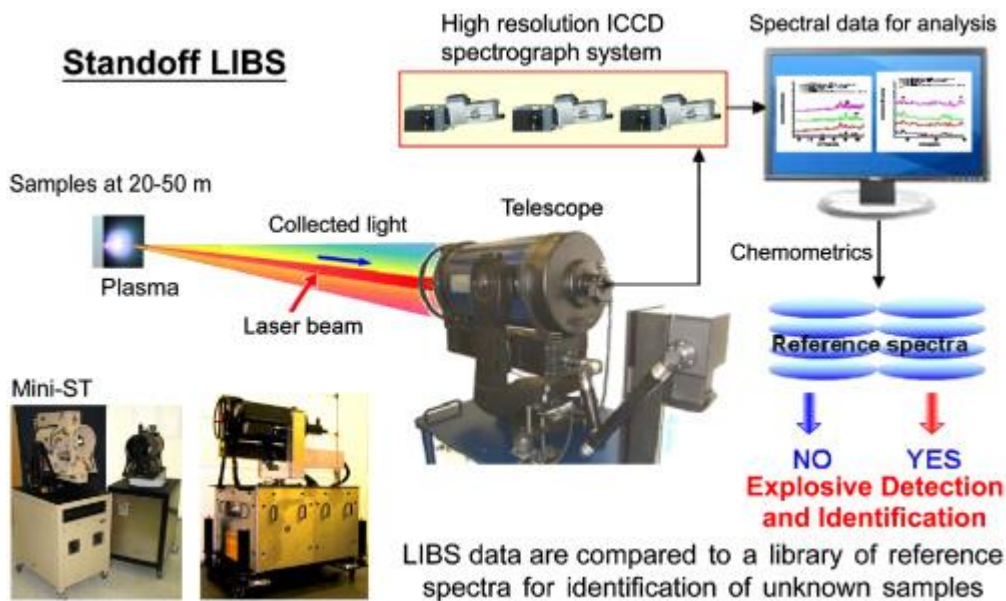 Standoff LIBS
High resolution ICCD
spectrograph system
Spectral data for analysis
Samples at 20-50 m
Collected light
Telescope
Plasma
Laser beam
Chemometrics
Reference spectra
Mini-ST
NO
YES
Explosive Detection
and Identification
LIBS data are compared to a library of reference
spectra for identification of unknown samples